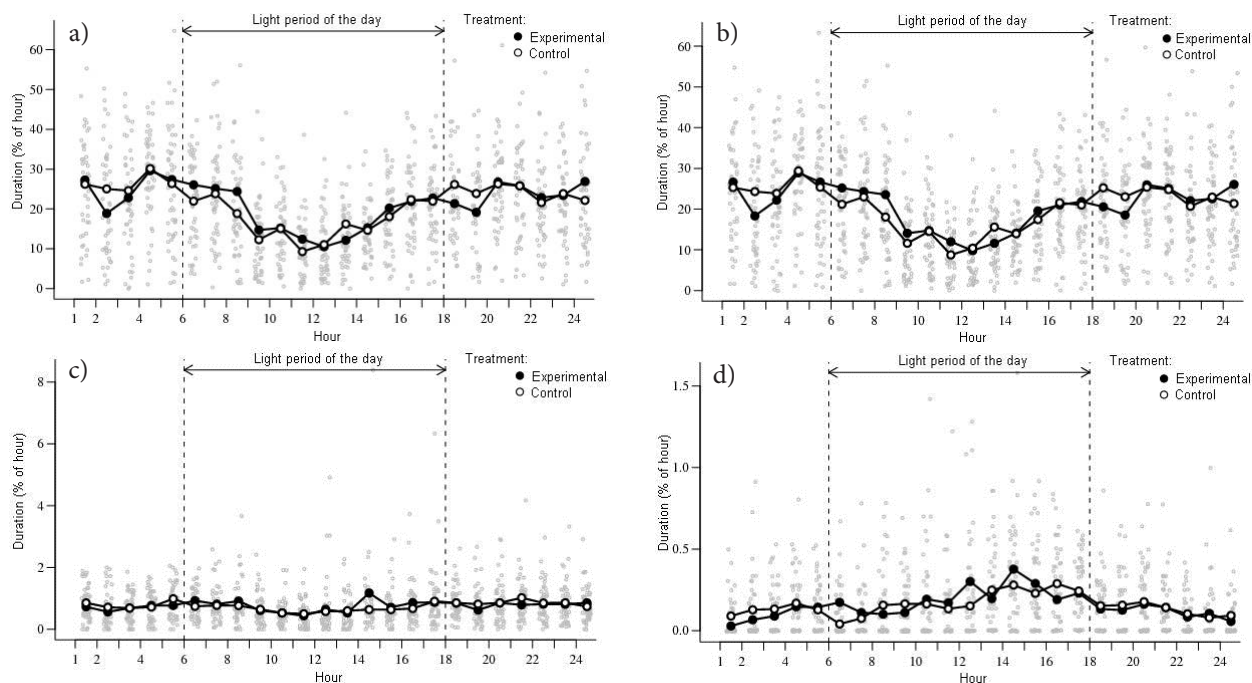 a)
Light period of the day
Treatment:
Experimental
Control
Duration (% of hour)
60
50
40
30
20
10
0
1 2 4 6 8 10 12 14 16 18 20 22 24
Hour
b)
Light period of the day
Treatment:
Experimental
Control
Duration (% of hour)
60
50
40
30
20
10
0
1 2 4 6 8 10 12 14 16 18 20 22 24
Hour
c)
Light period of the day
Treatment:
Experimental
Control
Duration (% of hour)
8
6
4
2
0
1 2 4 6 8 10 12 14 16 18 20 22 24
Hour
d)
Light period of the day
Treatment:
Experimental
Control
Duration (% of hour)
1.5
1.0
0.5
0.0
1 2 4 6 8 10 12 14 16 18 20 22 24
Hour